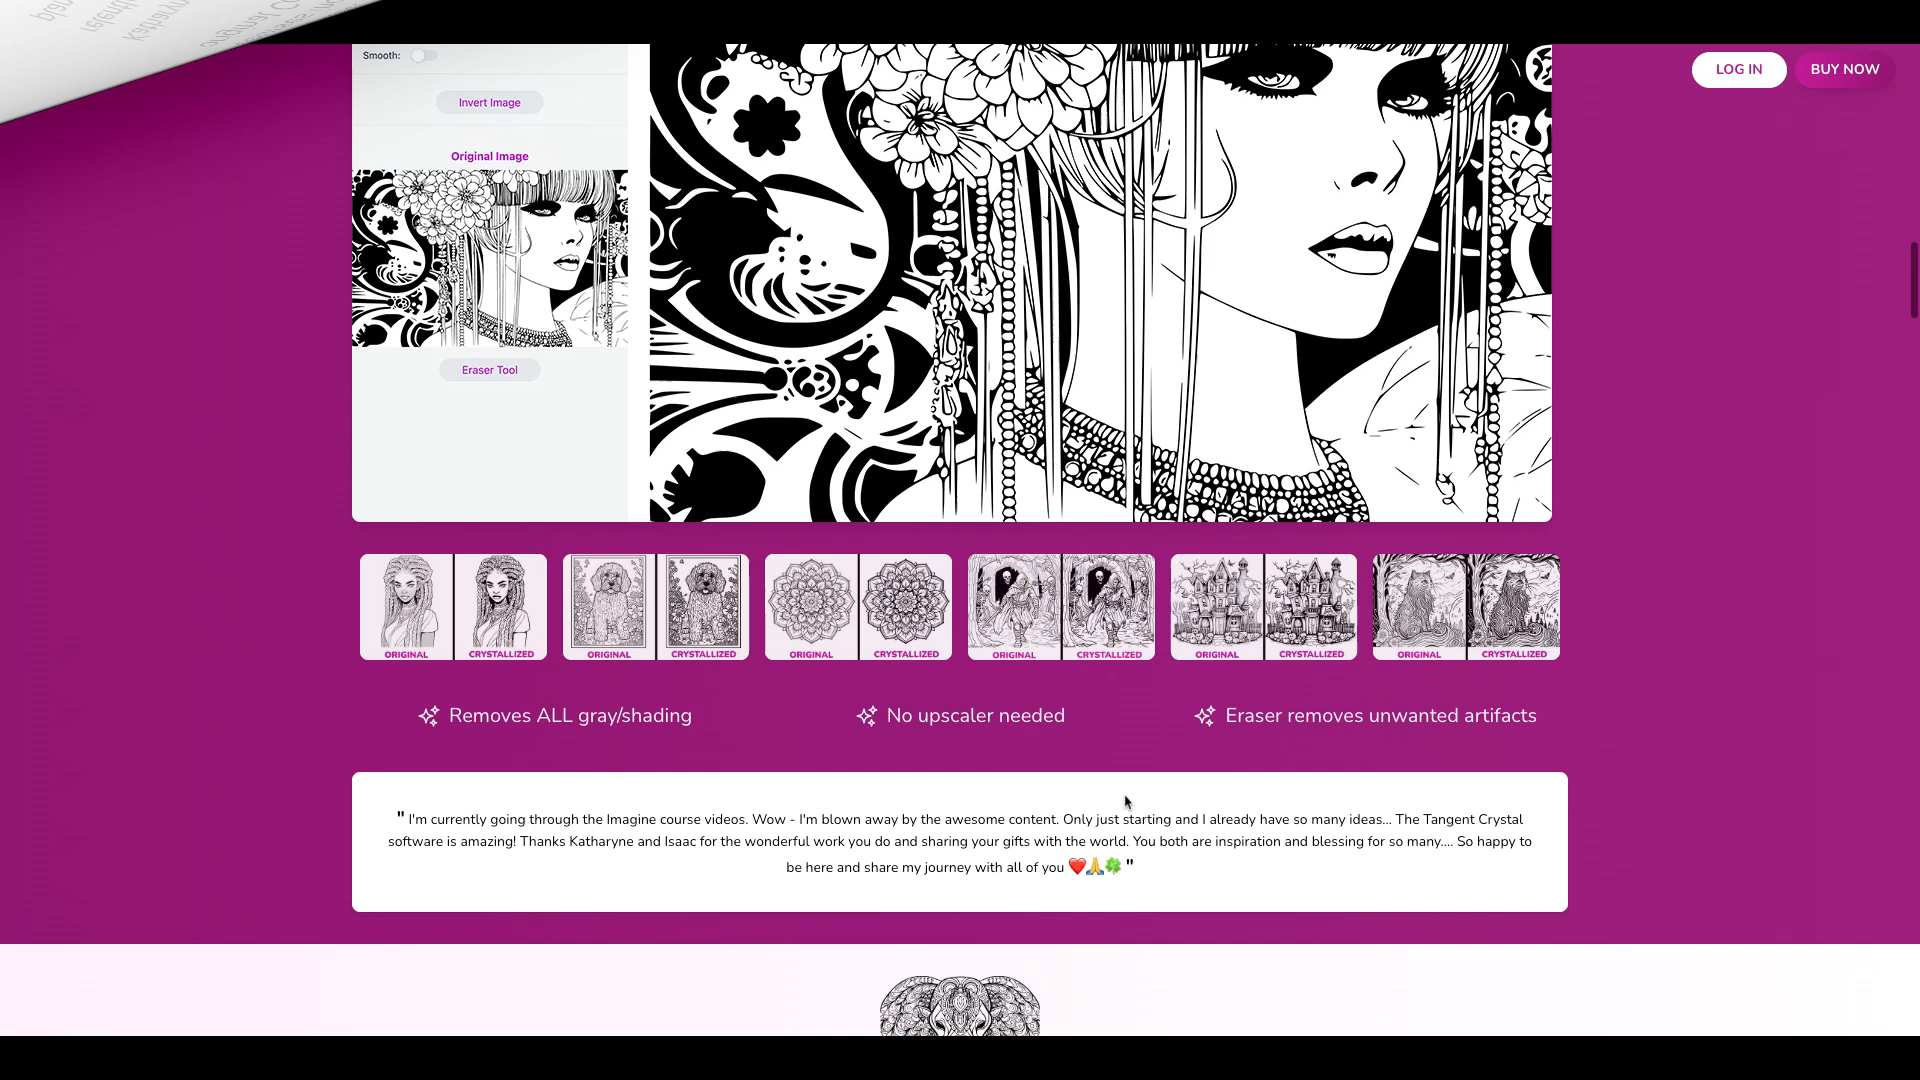 Smooth:
LOG IN
BUY NOW
Invert Image
Original Image
Eraser Tool
ORIGINAL CRYSTALLIZED
ORIGINAL CRYSTALLIZED
ORIGINAL CRYSTALLIZED
ORIGINAL CRYSTALLIZED
ORIGINAL CRYSTALLIZED
ORIGINAL CRYSTALLIZED
Removes ALL gray/shading
No upscaler needed
Eraser removes unwanted artifacts
" I'm currently going through the Imagine course videos. Wow - I'm blown away by the awesome content. Only just starting and I already have so many ideas... The Tangent Crystal
software is amazing! Thanks Katharyne and Isaac for the wonderful work you do and sharing your gifts with the world. You both are inspiration and blessing for so many.... So happy to
be here and share my journey with all of you ❤️🙏🍀 "